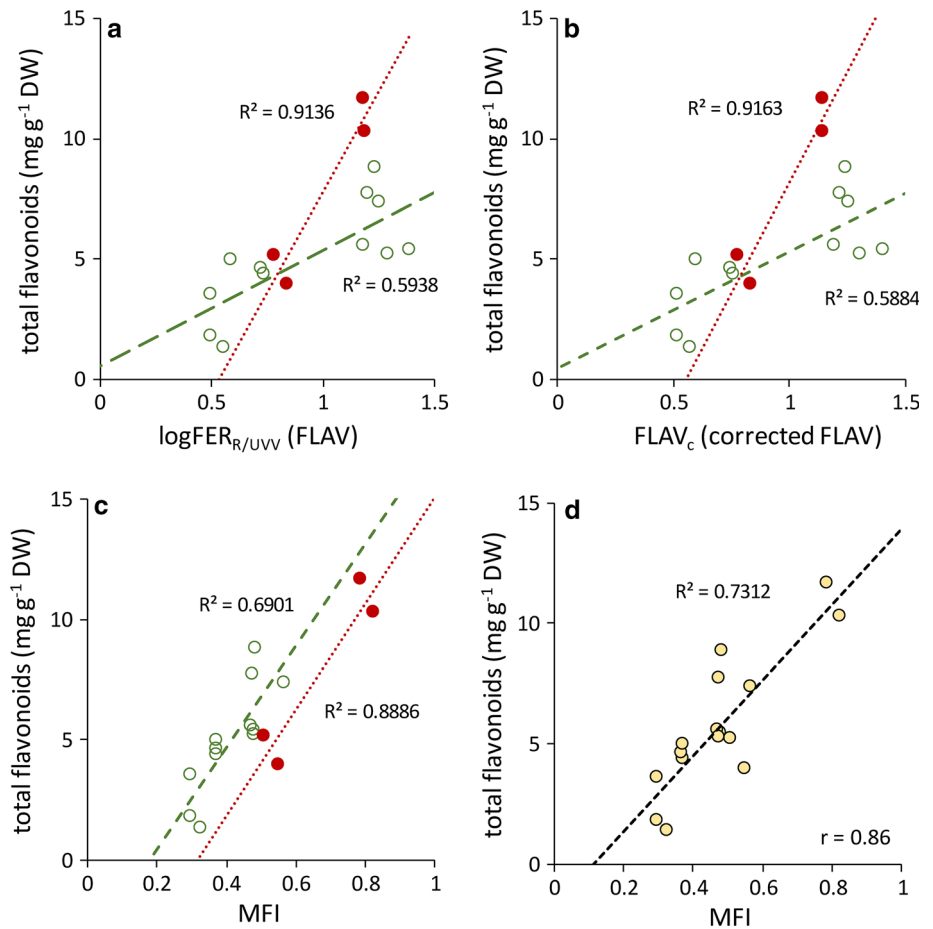 a
total flavonoids (mg g⁻¹ DW)
15
10
5
0
R² = 0.9136
R² = 0.5938
0 0.5 1 1.5
logFER_R/UVV (FLAV)
b
total flavonoids (mg g⁻¹ DW)
15
10
5
0
R² = 0.9163
R² = 0.5884
0 0.5 1 1.5
FLAV_c (corrected FLAV)
c
total flavonoids (mg g⁻¹ DW)
15
10
5
0
R² = 0.6901
R² = 0.8886
0 0.2 0.4 0.6 0.8 1
MFI
d
total flavonoids (mg g⁻¹ DW)
15
10
5
0
R² = 0.7312
r = 0.86
0 0.2 0.4 0.6 0.8 1
MFI